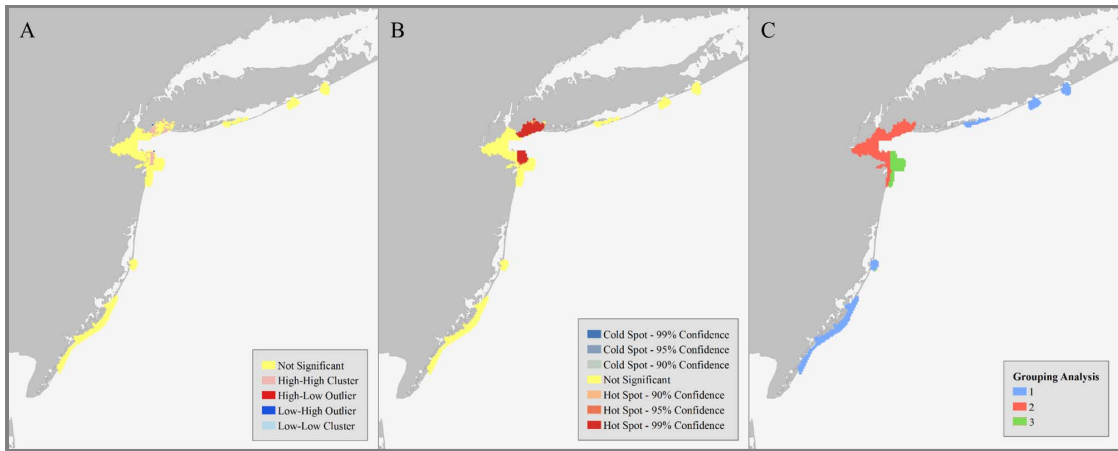 A
B
C
Not Significant
High-High Cluster
High-Low Outlier
Low-High Outlier
Low-Low Cluster
Cold Spot - 99% Confidence
Cold Spot - 95% Confidence
Cold Spot - 90% Confidence
Not Significant
Hot Spot - 90% Confidence
Hot Spot - 95% Confidence
Hot Spot - 99% Confidence
Grouping Analysis
1
2
3